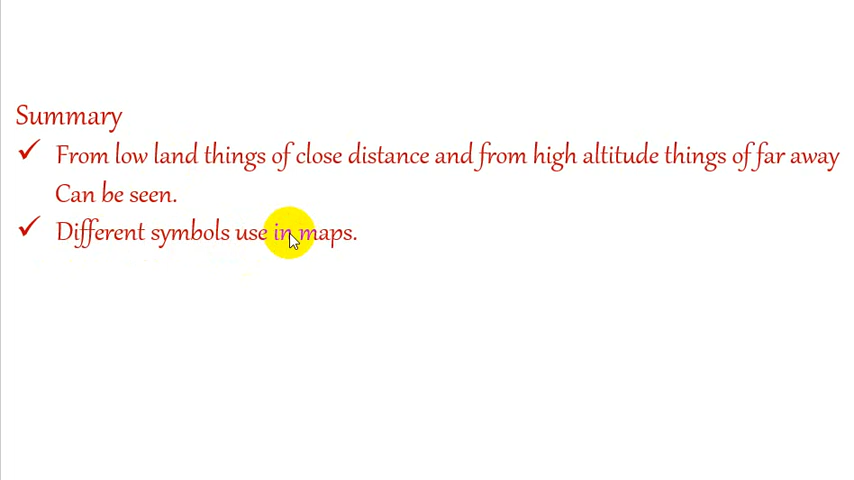 Summary
✓ From low land things of close distance and from high altitude things of far away
Can be seen.
✓ Different symbols use in maps.